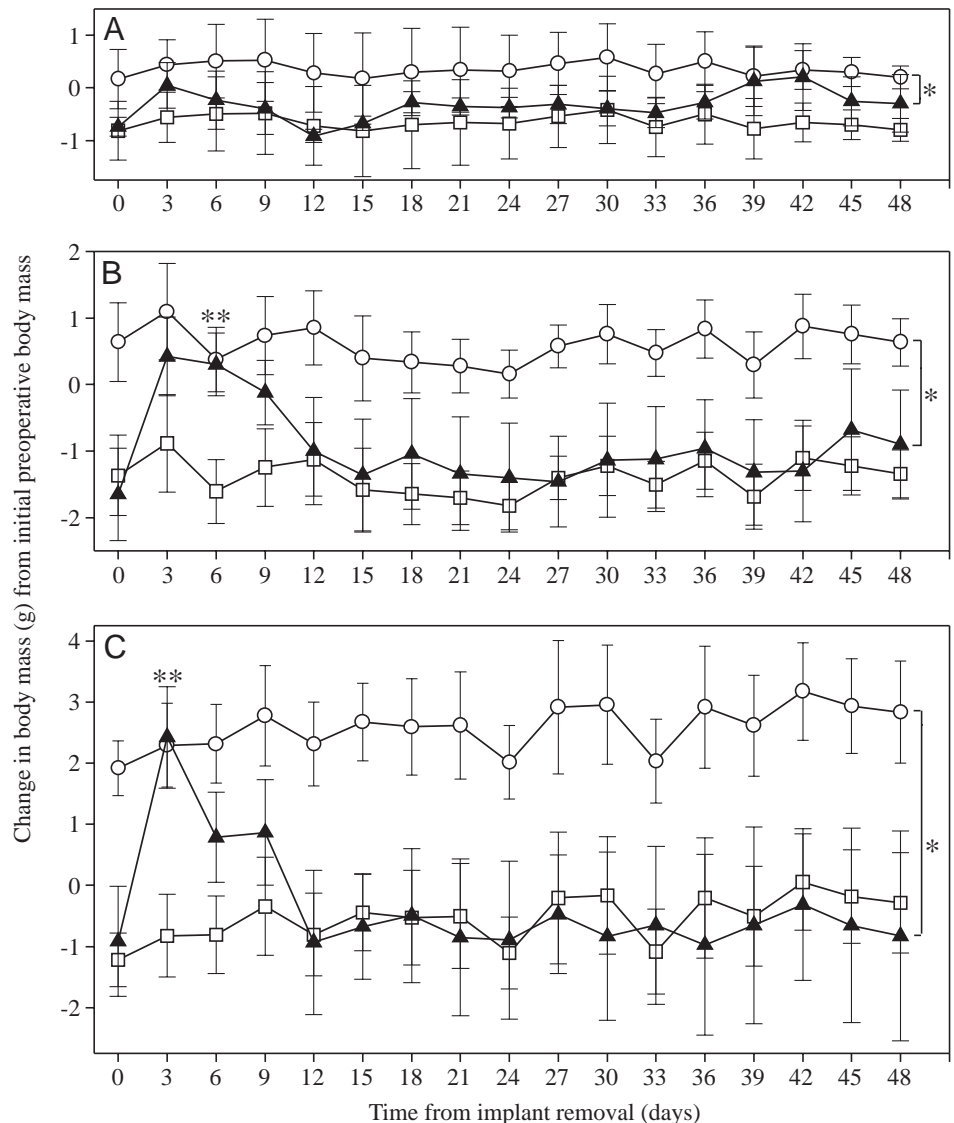 Change in body mass (g) from initial preoperative body mass
A
1
0
-1
*
0 3 6 9 12 15 18 21 24 27 30 33 36 39 42 45 48
B
2
1
0
-1
-2
**
*
0 3 6 9 12 15 18 21 24 27 30 33 36 39 42 45 48
C
4
3
2
1
0
-1
-2
**
*
0 3 6 9 12 15 18 21 24 27 30 33 36 39 42 45 48
Time from implant removal (days)